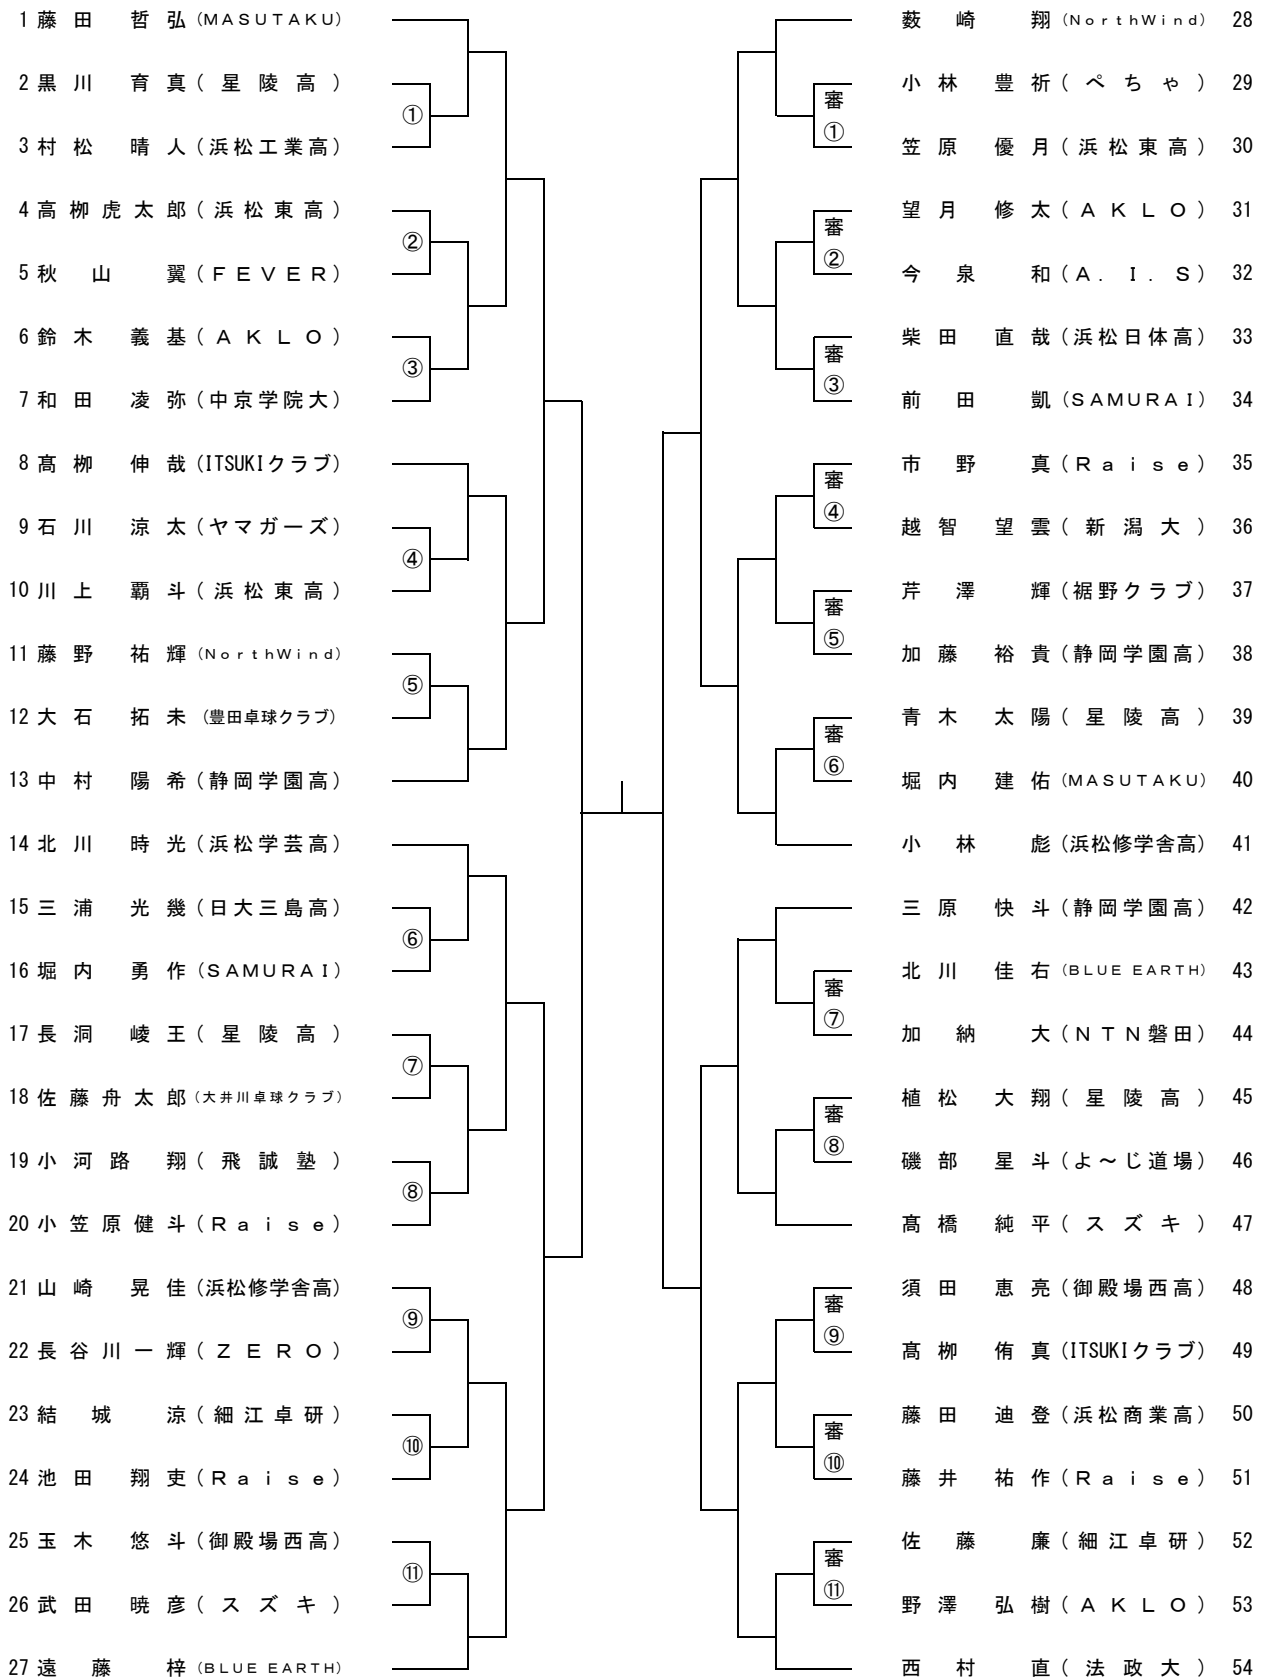 1 藤田 哲弘 (MASUTAKU)
2 黒川 育真 (星陵高)
①
3 村松 晴人 (浜松工業高)
4 高栁虎太郎 (浜松東高)
②
5 秋山 翼 (FEVER)
6 鈴木 義基 (AKLO)
③
7 和田 凌弥 (中京学院大)
8 髙栁 伸哉 (ITSUKIクラブ)
9 石川 涼太 (ヤマガーズ)
④
10 川上 覇斗 (浜松東高)
11 藤野 祐輝 (NorthWind)
⑤
12 大石 拓未 (豊田卓球クラブ)
13 中村 陽希 (静岡学園高)
14 北川 時光 (浜松学芸高)
15 三浦 光幾 (日大三島高)
⑥
16 堀内 勇作 (SAMURAI)
17 長洞 崚王 (星陵高)
⑦
18 佐藤舟太郎 (大井川卓球クラブ)
19 小河路 翔 (飛誠塾)
⑧
20 小笠原健斗 (Raise)
21 山崎 晃佳 (浜松修学舎高)
⑨
22 長谷川一輝 (ZERO)
23 結城 涼 (細江卓研)
⑩
24 池田 翔吏 (Raise)
25 玉木 悠斗 (御殿場西高)
⑪
26 武田 暁彦 (スズキ)
27 遠藤 梓 (BLUE EARTH)
薮崎 翔 (NorthWind) 28
小林 豊祈 (ぺちゃ) 29
審
①
笠原 優月 (浜松東高) 30
望月 修太 (AKLO) 31
審
②
今泉 和 (A.I.S) 32
柴田 直哉 (浜松日体高) 33
審
③
前田 凱 (SAMURAI) 34
市野 真 (Raise) 35
審
④
越智 望雲 (新潟大) 36
芹澤 輝 (裾野クラブ) 37
審
⑤
加藤 裕貴 (静岡学園高) 38
青木 太陽 (星陵高) 39
審
⑥
堀内 建佑 (MASUTAKU) 40
小林 彪 (浜松修学舎高) 41
三原 快斗 (静岡学園高) 42
北川 佳右 (BLUE EARTH) 43
審
⑦
加納 大 (NTN磐田) 44
植松 大翔 (星陵高) 45
審
⑧
磯部 星斗 (よ～じ道場) 46
髙橋 純平 (スズキ) 47
須田 恵亮 (御殿場西高) 48
審
⑨
髙栁 侑真 (ITSUKIクラブ) 49
藤田 迪登 (浜松商業高) 50
審
⑩
藤井 祐作 (Raise) 51
佐藤 廉 (細江卓研) 52
審
⑪
野澤 弘樹 (AKLO) 53
西村 直 (法政大) 54